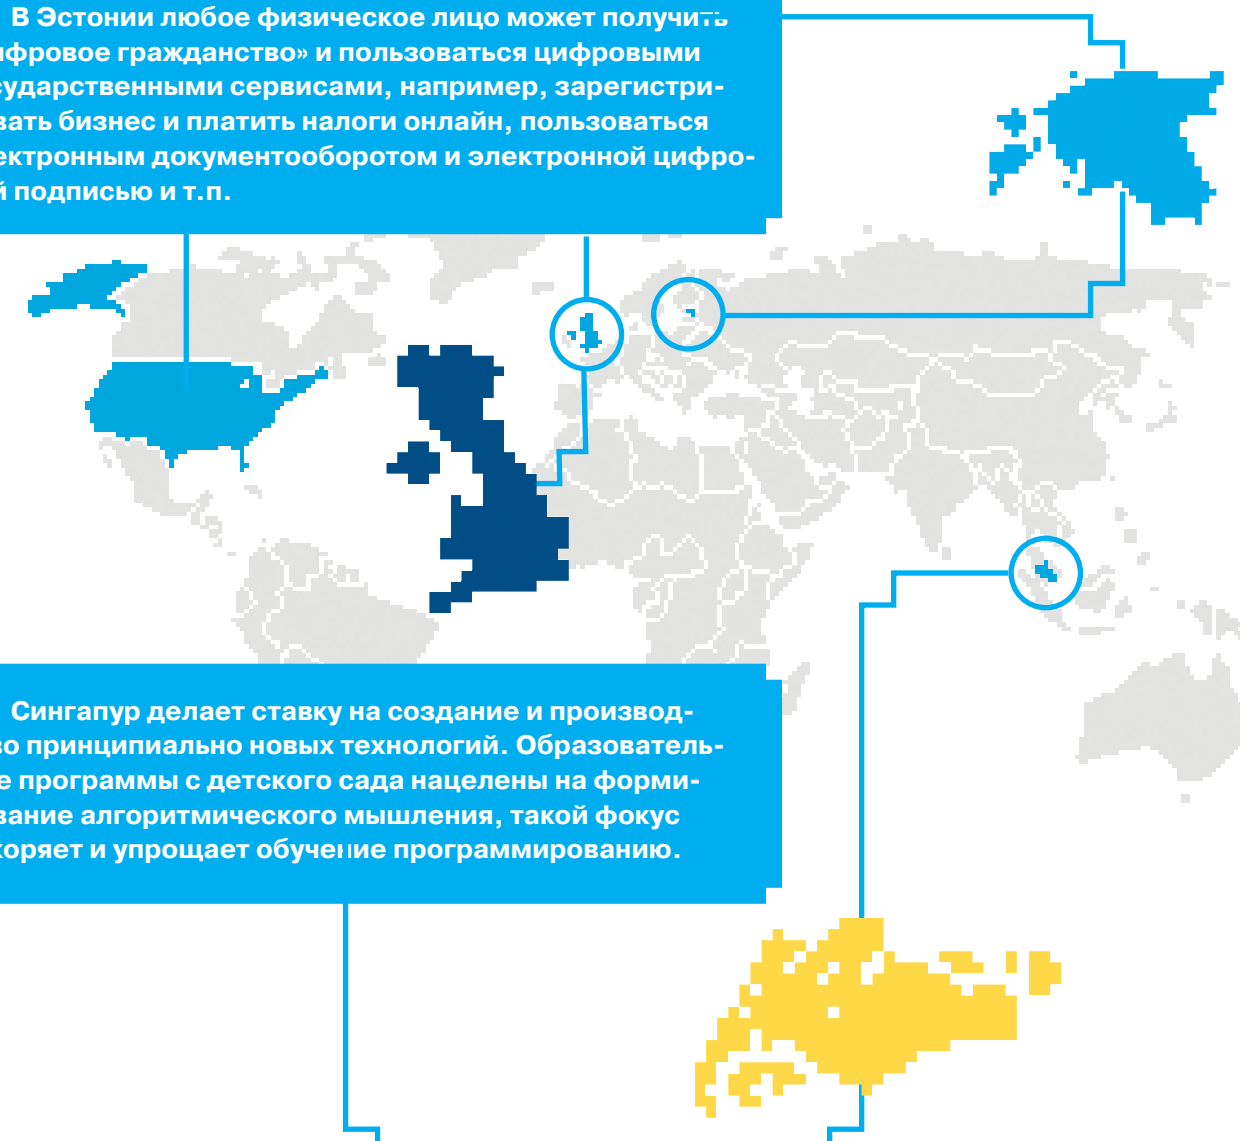 В Эстонии любое физическое лицо может получить
ифровое гражданство» и пользоваться цифровыми
сударственными сервисами, например, зарегистри-
вать бизнес и платить налоги онлайн, пользоваться
ектронным документооборотом и электронной цифро-
й подписью и т.п.
Сингапур делает ставку на создание и производ-
во принципиально новых технологий. Образователь-
е программы с детского сада нацелены на форми-
вание алгоритмического мышления, такой фокус
коряет и упрощает обучение программированию.